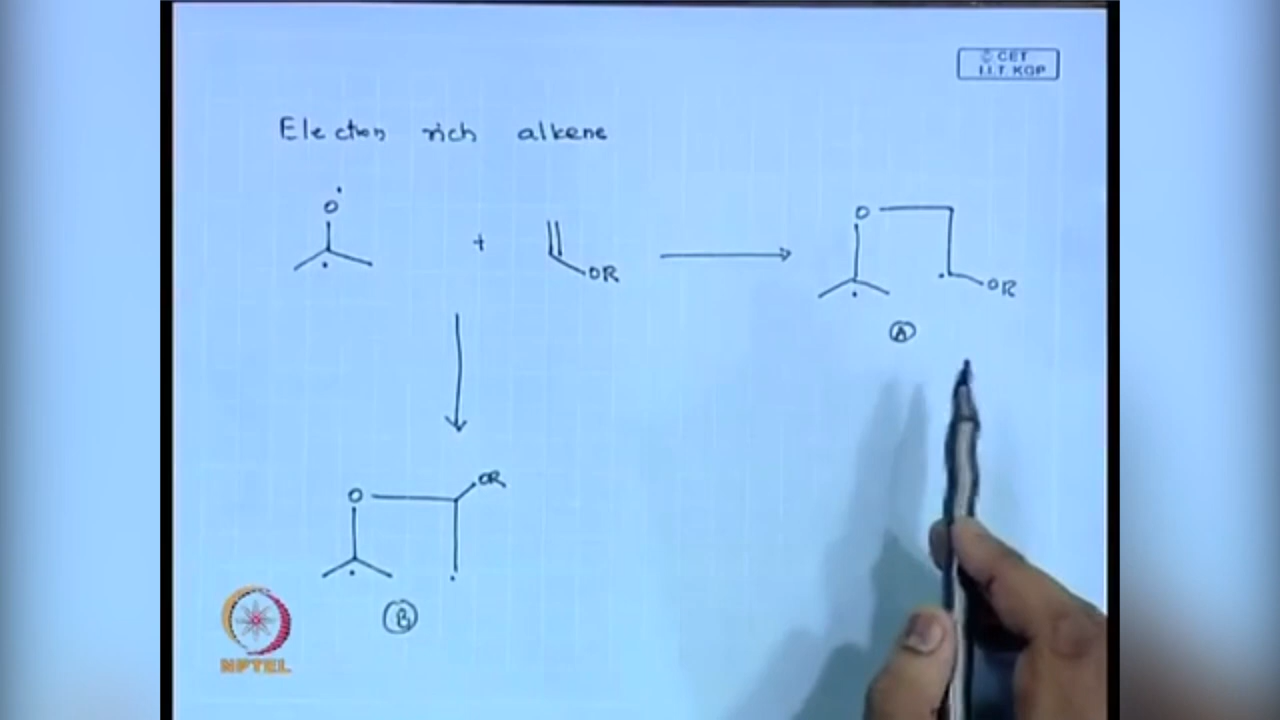 © CET
I.I.T. KGP
Electron rich alkene
O
+
OR
O
OR
A
O
OR
B
NPTEL